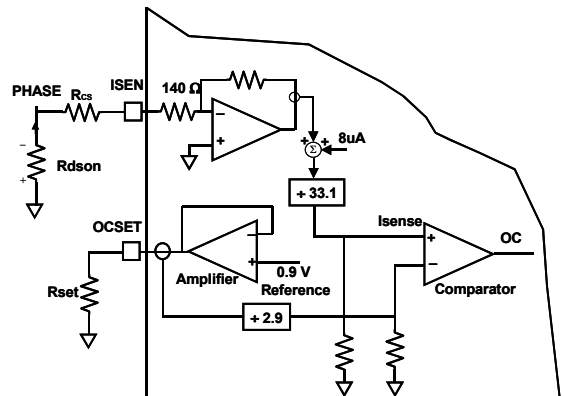 PHASE
RCS
ISEN
140 Ω
−
+
−
+
Rdson
+
+
Σ
8uA
+ 33.1
OCSET
Isense
+
−
OC
Comparator
−
+
Amplifier
0.9 V
Reference
Rset
+ 2.9